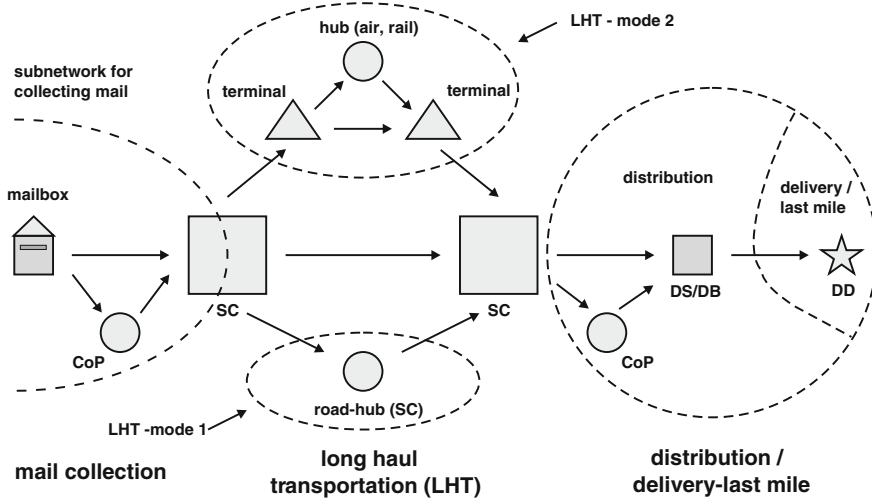 hub (air, rail)
LHT - mode 2
subnetwork for
collecting mail
terminal
terminal
mailbox
distribution
delivery /
last mile
SC
SC
DS/DB
DD
CoP
CoP
road-hub (SC)
LHT -mode 1
mail collection
long haul
transportation (LHT)
distribution /
delivery-last mile